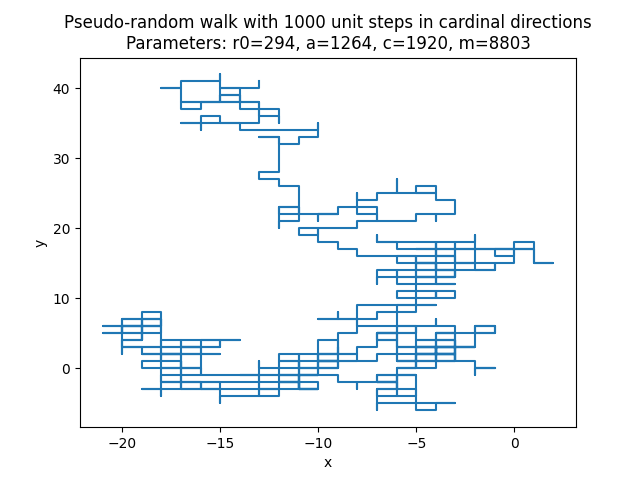 Pseudo-random walk with 1000 unit steps in cardinal directions
Parameters: r0=294, a=1264, c=1920, m=8803
40
30
20
10
0
y
−20
−15
−10
−5
0
x